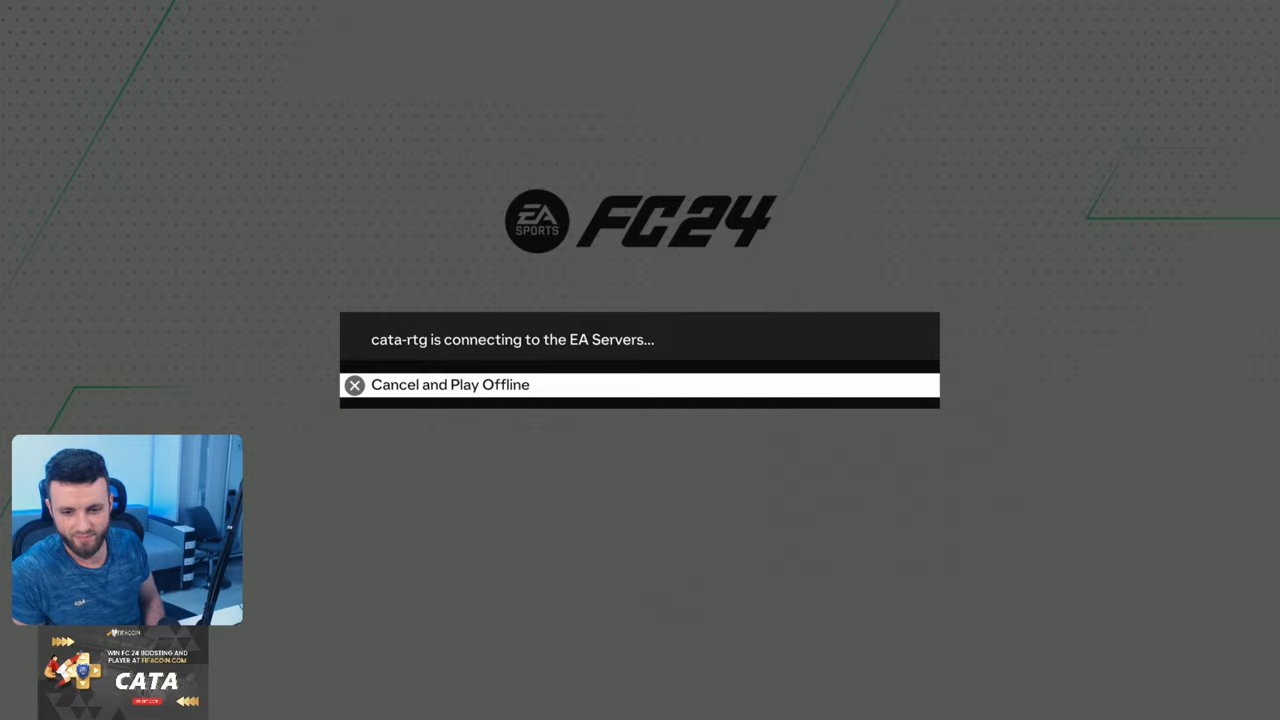 EA
SPORTS
FC24
cata-rtg is connecting to the EA Servers...
Cancel and Play Offline
FIFACOIN
WIN FC 24 BOOSTING AND
PLAYER AT FIFACOIN.COM
CATA